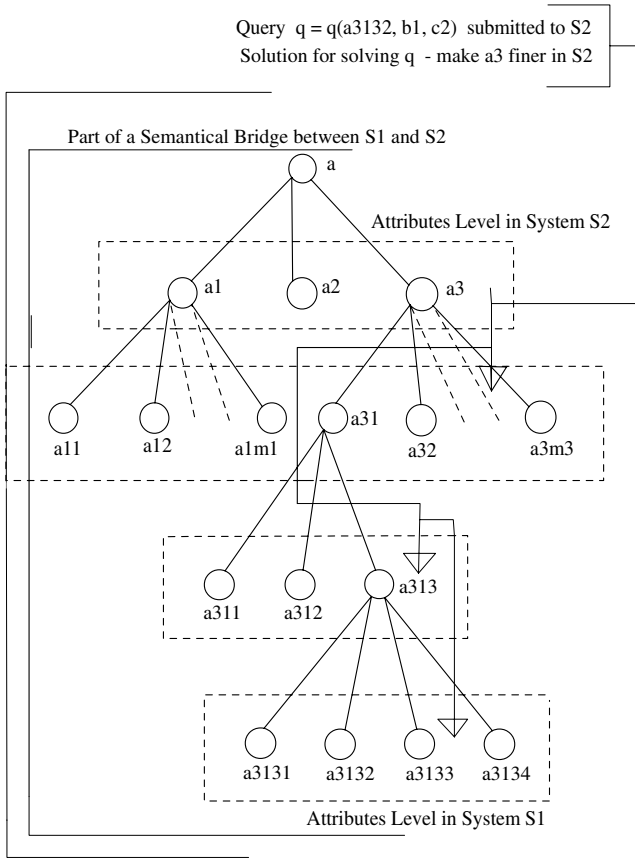 Query q = q(a3132, b1, c2) submitted to S2
Solution for solving q - make a3 finer in S2
Part of a Semantical Bridge between S1 and S2
a
Attributes Level in System S2
a1
a2
a3
a11
a12
a1m1
a31
a32
a3m3
a311
a312
a313
a3131
a3132
a3133
a3134
Attributes Level in System S1